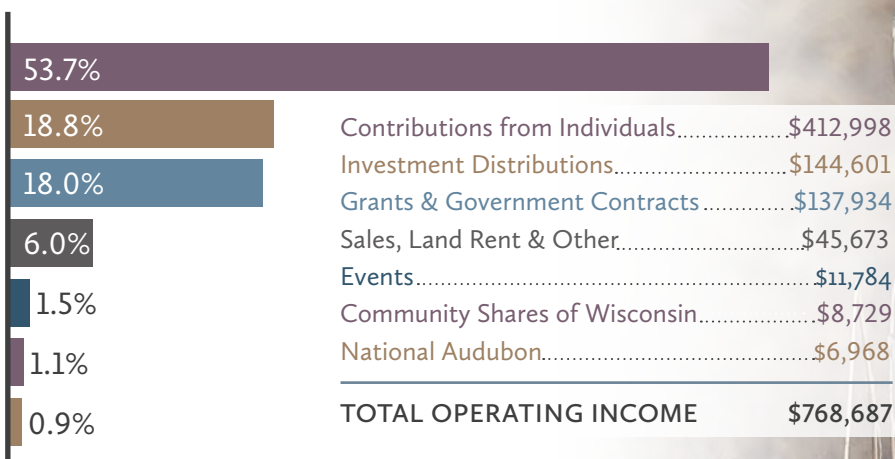 53.7%
18.8%
18.0%
6.0%
1.5%
1.1%
0.9%
Contributions from Individuals................$412,998
Investment Distributions..........................$144,601
Grants & Government Contracts..............$137,934
Sales, Land Rent & Other..........................$45,673
Events..........................................................$11,784
Community Shares of Wisconsin.................$8,729
National Audubon.......................................$6,968
TOTAL OPERATING INCOME $768,687